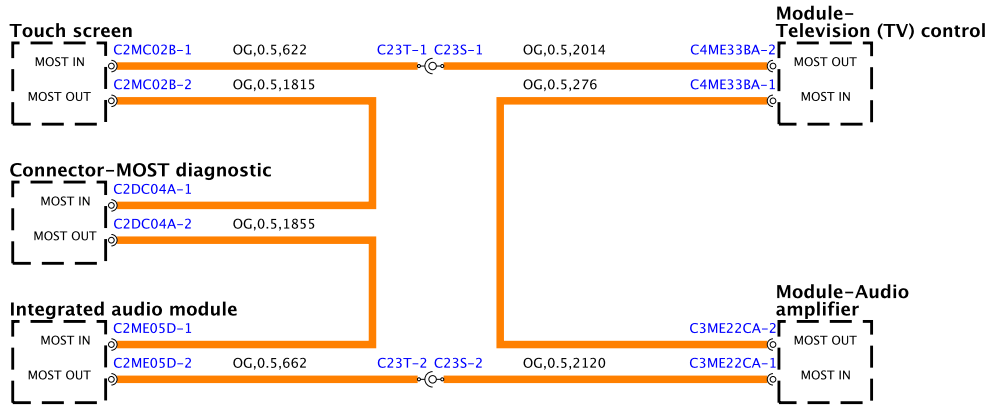 Touch screen
Module-
Television (TV) control
C2MC02B-1
OG,0.5,622
C23T-1
C23S-1
OG,0.5,2014
C4ME33BA-2
MOST IN
MOST OUT
C2MC02B-2
OG,0.5,1815
OG,0.5,276
C4ME33BA-1
MOST OUT
MOST IN
Connector-MOST diagnostic
C2DC04A-1
MOST IN
C2DC04A-2
OG,0.5,1855
MOST OUT
Integrated audio module
Module-Audio
amplifier
C2ME05D-1
C3ME22CA-2
MOST IN
MOST OUT
C2ME05D-2
OG,0.5,662
C23T-2
C23S-2
OG,0.5,2120
C3ME22CA-1
MOST OUT
MOST IN